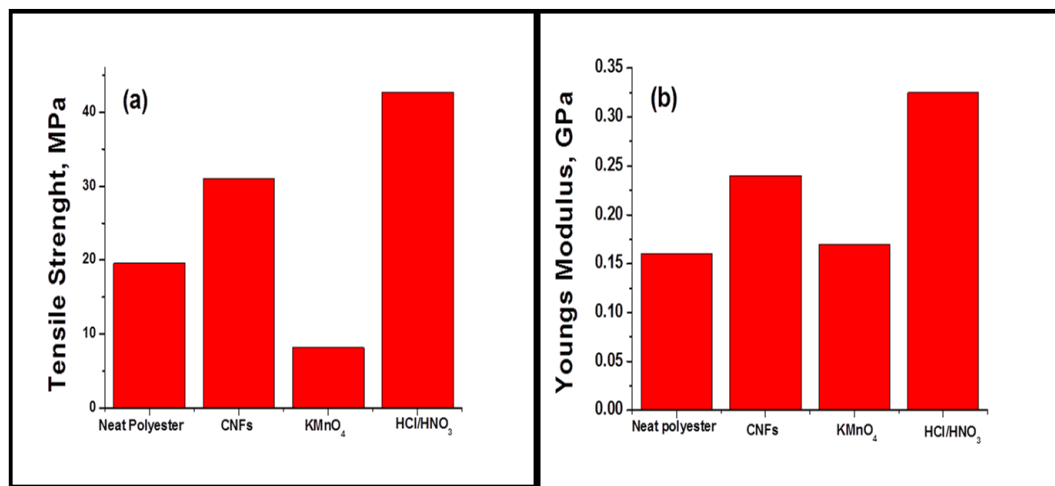 (a)
Tensile Strenght, MPa
40
30
20
10
0
Neat Polyester CNFs KMnO₄ HCl/HNO₃
(b)
Youngs Modulus, GPa
0.35
0.30
0.25
0.20
0.15
0.10
0.05
0.00
Neat polyester CNFs KMnO₄ HCl/HNO₃